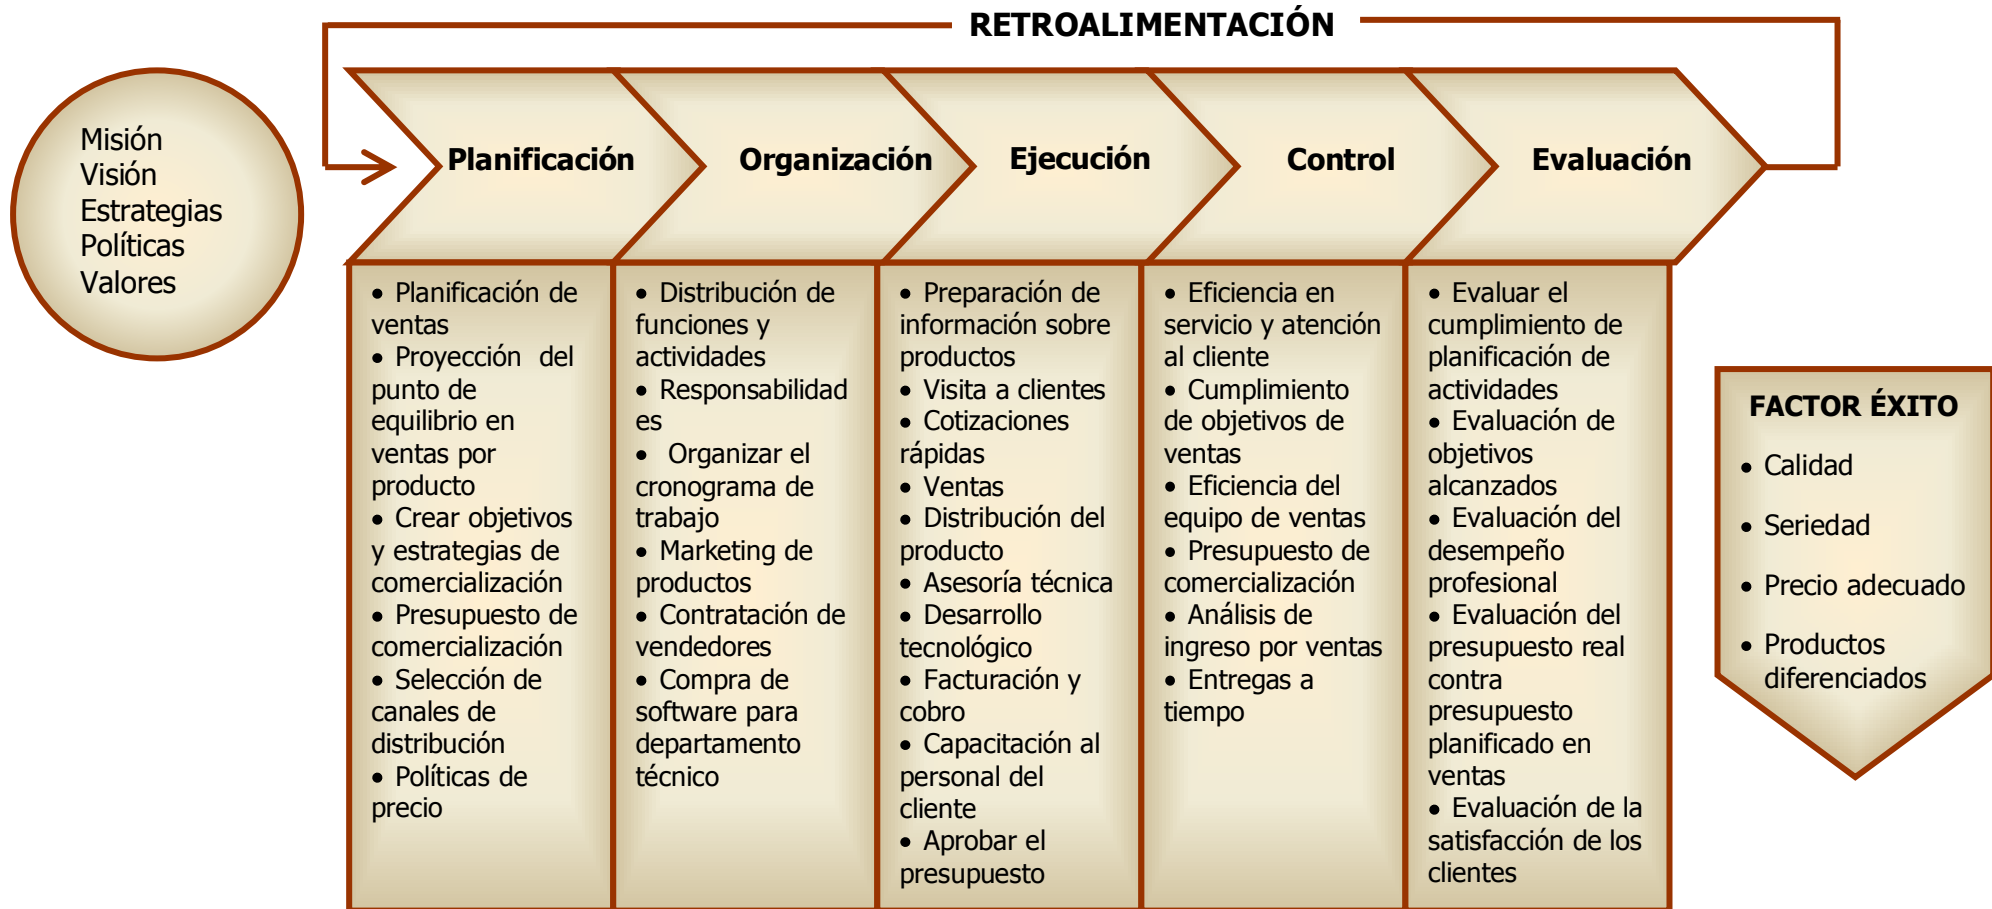 RETROALIMENTACIÓN
Misión
Visión
Estrategias
Políticas
Valores
Planificación
Organización
Ejecución
Control
Evaluación
• Planificación de
ventas
• Proyección del
punto de
equilibrio en
ventas por
producto
• Crear objetivos
y estrategias de
comercialización
• Presupuesto de
comercialización
• Selección de
canales de
distribución
• Políticas de
precio
• Distribución de
funciones y
actividades
• Responsabilidad
es
• Organizar el
cronograma de
trabajo
• Marketing de
productos
• Contratación de
vendedores
• Compra de
software para
departamento
técnico
• Preparación de
información sobre
productos
• Visita a clientes
• Cotizaciones
rápidas
• Ventas
• Distribución del
producto
• Asesoría técnica
• Desarrollo
tecnológico
• Facturación y
cobro
• Capacitación al
personal del
cliente
• Aprobar el
presupuesto
• Eficiencia en
servicio y atención
al cliente
• Cumplimiento
de objetivos de
ventas
• Eficiencia del
equipo de ventas
• Presupuesto de
comercialización
• Análisis de
ingreso por ventas
• Entregas a
tiempo
• Evaluar el
cumplimiento de
planificación de
actividades
• Evaluación de
objetivos
alcanzados
• Evaluación del
desempeño
profesional
• Evaluación del
presupuesto real
contra
presupuesto
planificado en
ventas
• Evaluación de la
satisfacción de los
clientes
FACTOR ÉXITO
• Calidad
• Seriedad
• Precio adecuado
• Productos
diferenciados